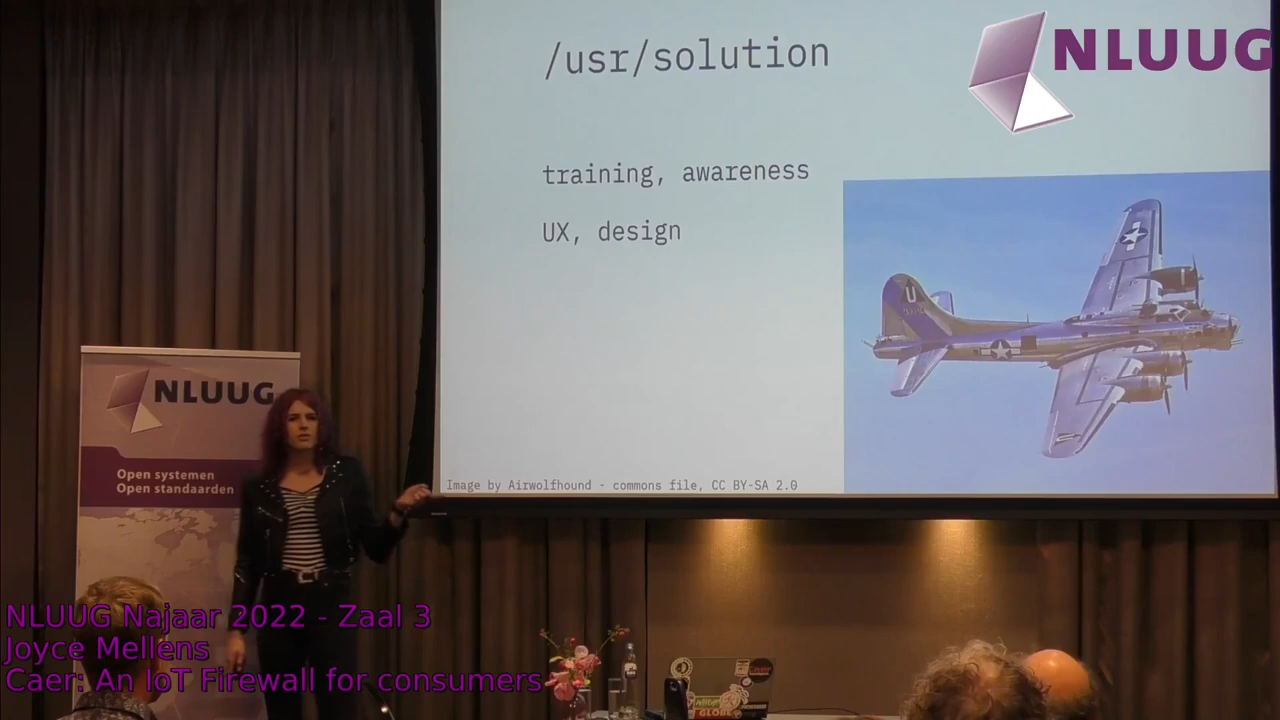 /usr/solution
NLUUG
training, awareness
UX, design
U
Image by Airwolfhound - commons file, CC BY-SA 2.0
NLUUG
Open systemen
Open standaarden
NLUUG Najaar 2022 - Zaal 3
Joyce Mellens
Caer: An IoT Firewall for consumers
GLOBE